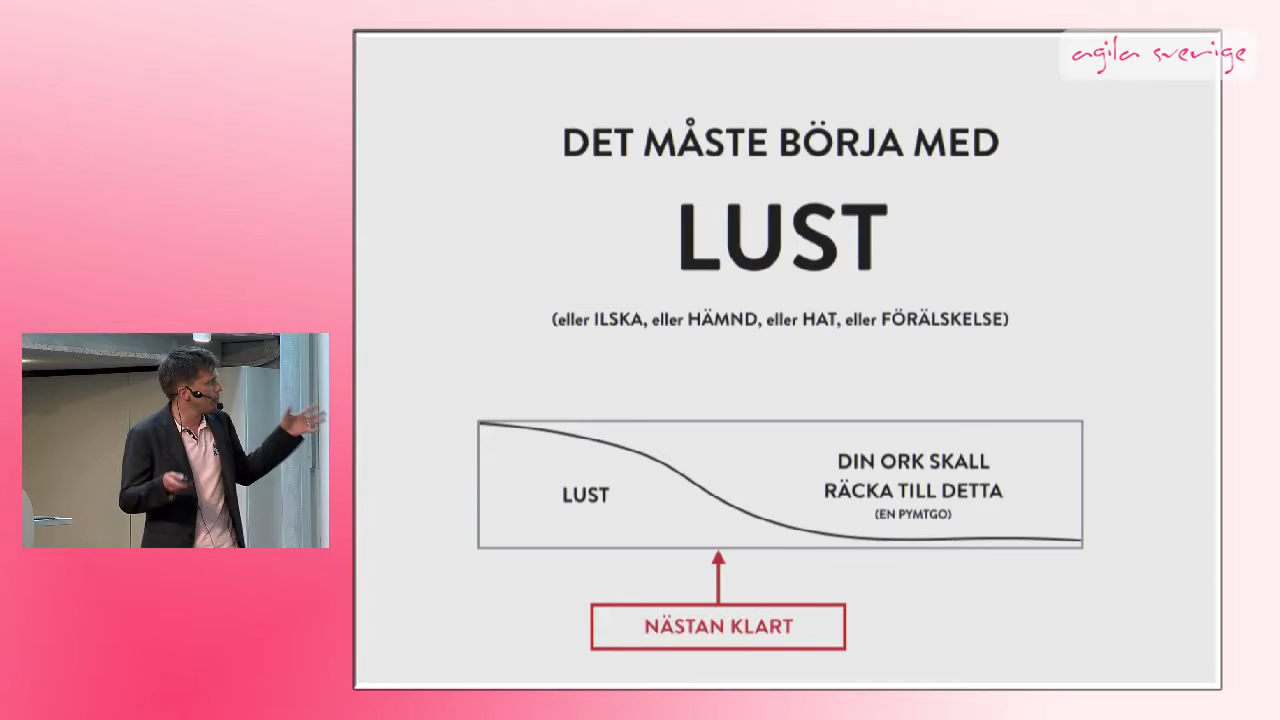 agila sverige
DET MÅSTE BÖRJA MED
LUST
(eller ILSKA, eller HÄMND, eller HAT, eller FÖRÄLSKELSE)
LUST
DIN ORK SKALL
RÄCKA TILL DETTA
(EN PYMTGO)
NÄSTAN KLART